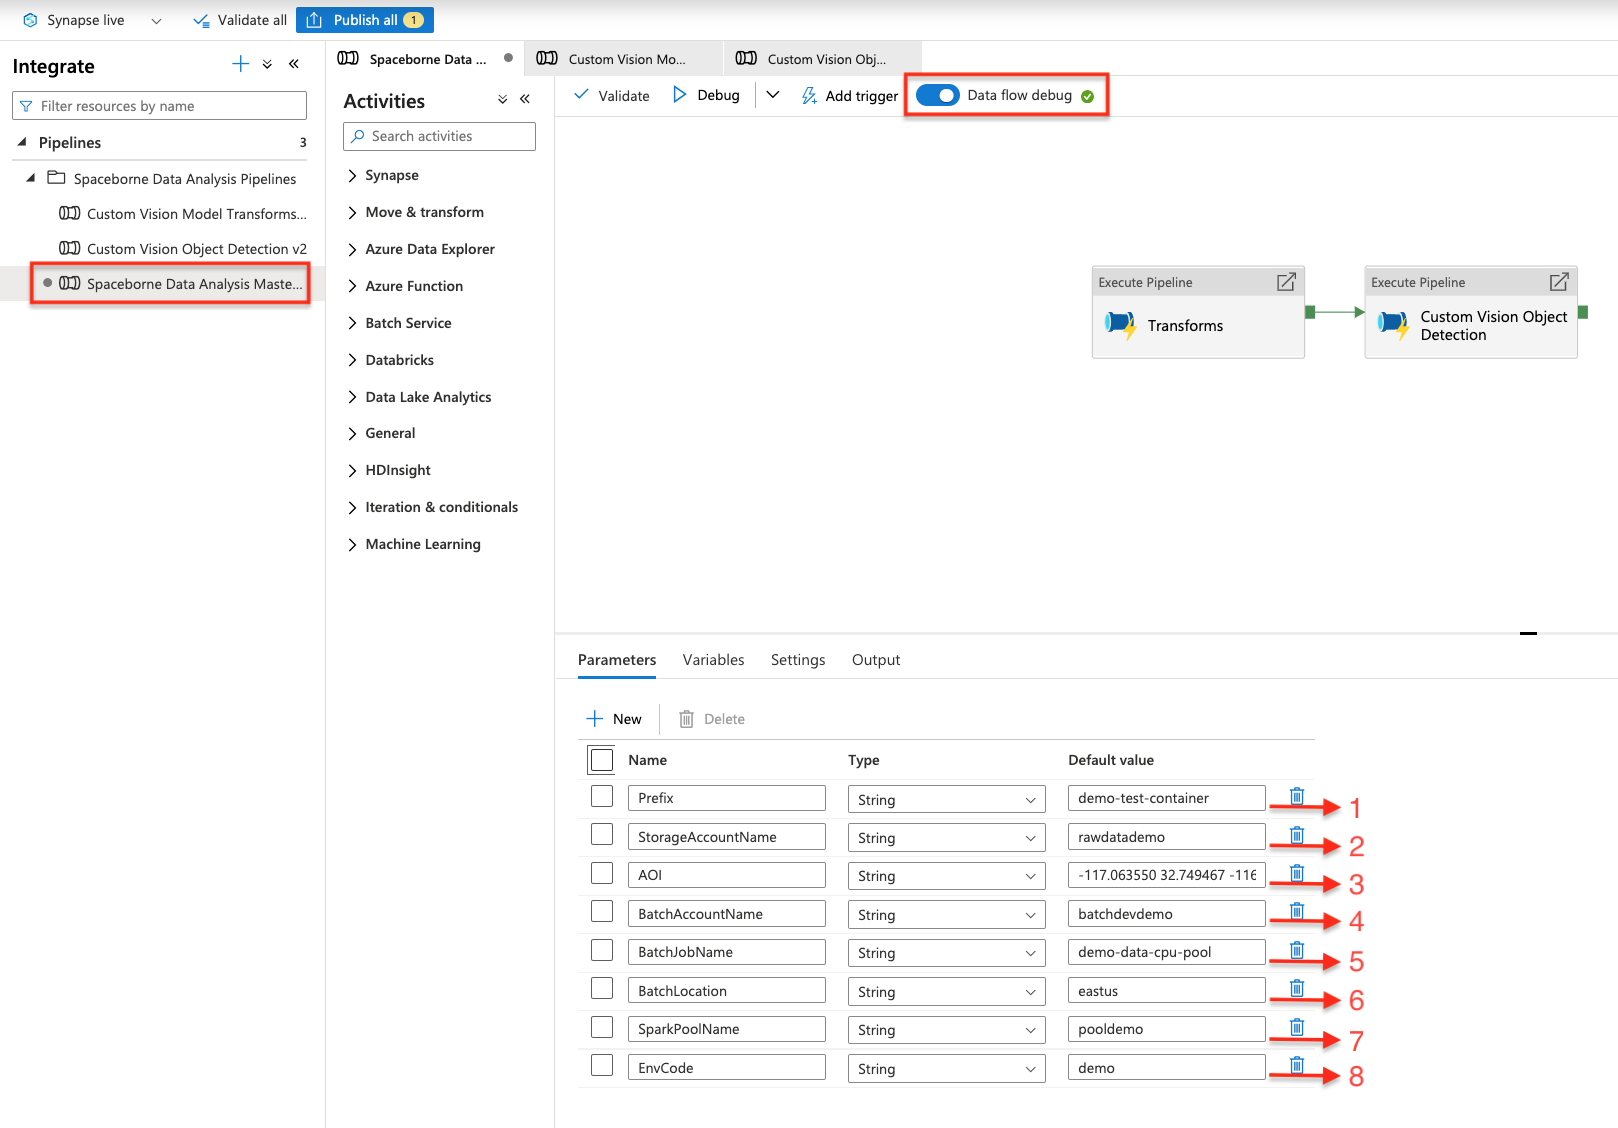 Synapse live
Validate all
Publish all 1
Integrate
Filter resources by name
Pipelines 3
Spaceborne Data Analysis Pipelines
Custom Vision Model Transforms...
Custom Vision Object Detection v2
Spaceborne Data Analysis Maste...
Spaceborne Data ...
Custom Vision Mo...
Custom Vision Obj...
Activities
Search activities
Synapse
Move & transform
Azure Data Explorer
Azure Function
Batch Service
Databricks
Data Lake Analytics
General
HDInsight
Iteration & conditionals
Machine Learning
Validate
Debug
Add trigger
Data flow debug
Execute Pipeline
Transforms
Execute Pipeline
Custom Vision Object
Detection
Parameters Variables Settings Output
New Delete
Name Type Default value
Prefix String demo-test-container 1
StorageAccountName String rawdatademo 2
AOI String -117.063550 32.749467 -116 3
BatchAccountName String batchdevdemo 4
BatchJobName String demo-data-cpu-pool 5
BatchLocation String eastus 6
SparkPoolName String pooldemo 7
EnvCode String demo 8